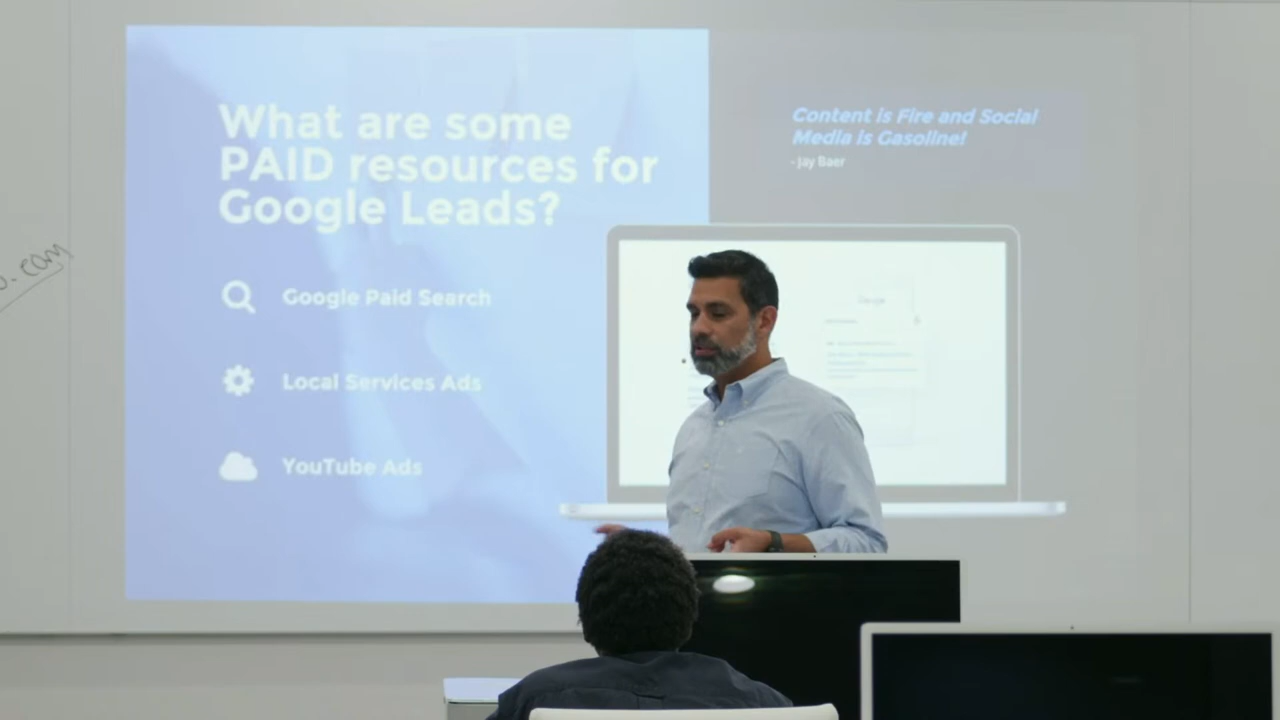 What are some
PAID resources for
Google Leads?
Google Paid Search
Local Services Ads
YouTube Ads
Content is Fire and Social
Media is Gasoline!
- Jay Baer
.com